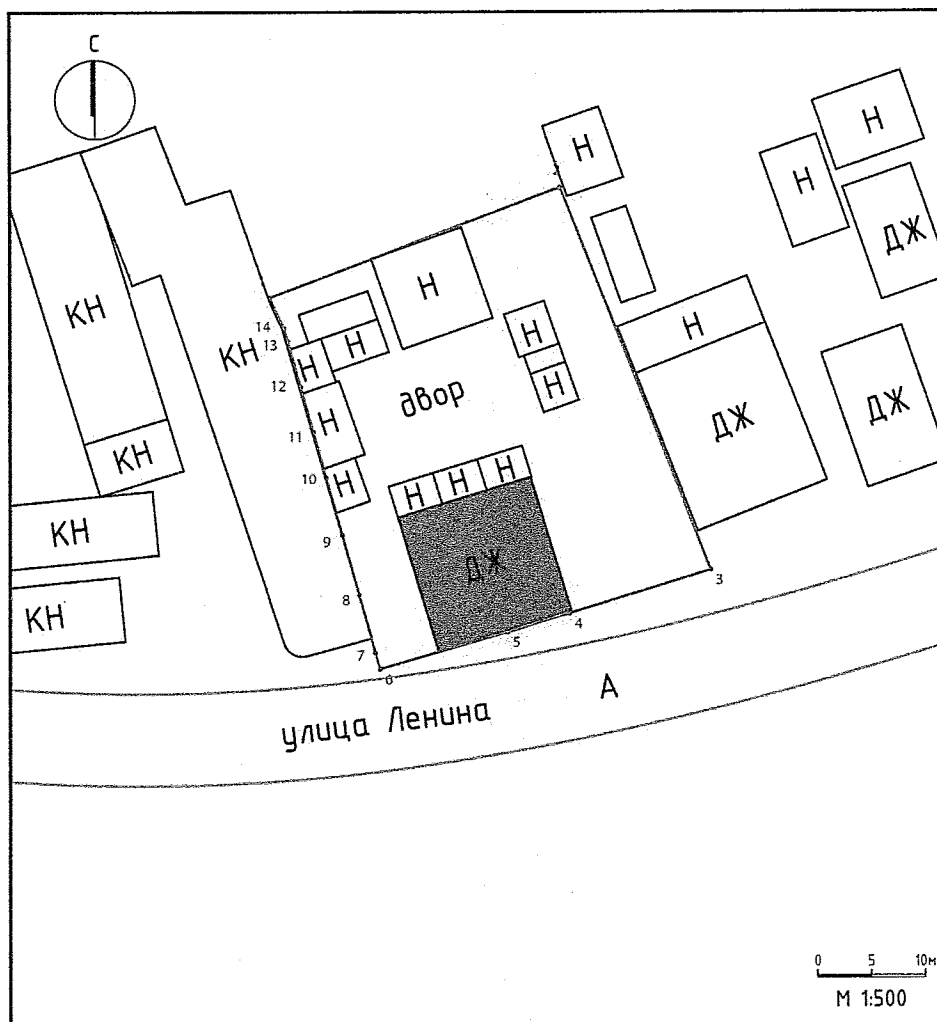 С
Н
Н
Н
ДЖ
КН
Н
14
КН
13
Н
Н
Н
Н
12
двор
Н
ДЖ
ДЖ
Н
11
КН
10
Н
Н
Н
Н
КН
9
ДЖ
8
КН
3
4
5
7
6
А
улица Ленина
0 5 10м
М 1:500